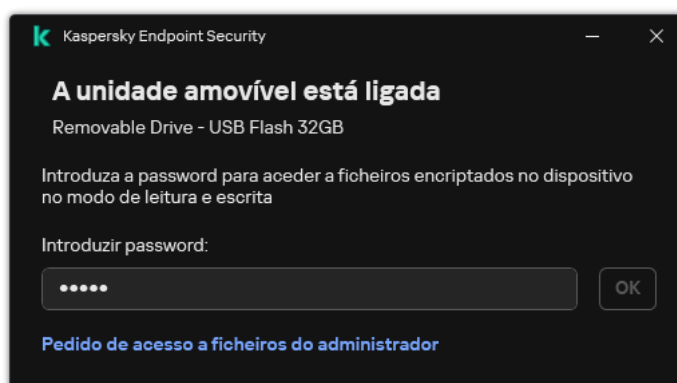 Kaspersky Endpoint Security
A unidade amovível está ligada
Removable Drive - USB Flash 32GB
Introduza a password para aceder a ficheiros encriptados no dispositivo
no modo de leitura e escrita
Introduzir password:
•••••
OK
Pedido de acesso a ficheiros do administrador